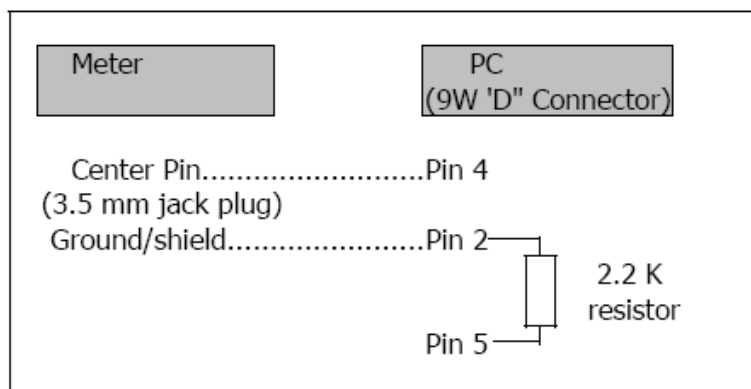 Meter
PC
(9W 'D" Connector)
Center Pin.........................Pin 4
(3.5 mm jack plug)
Ground/shield......................Pin 2
2.2 K
resistor
Pin 5